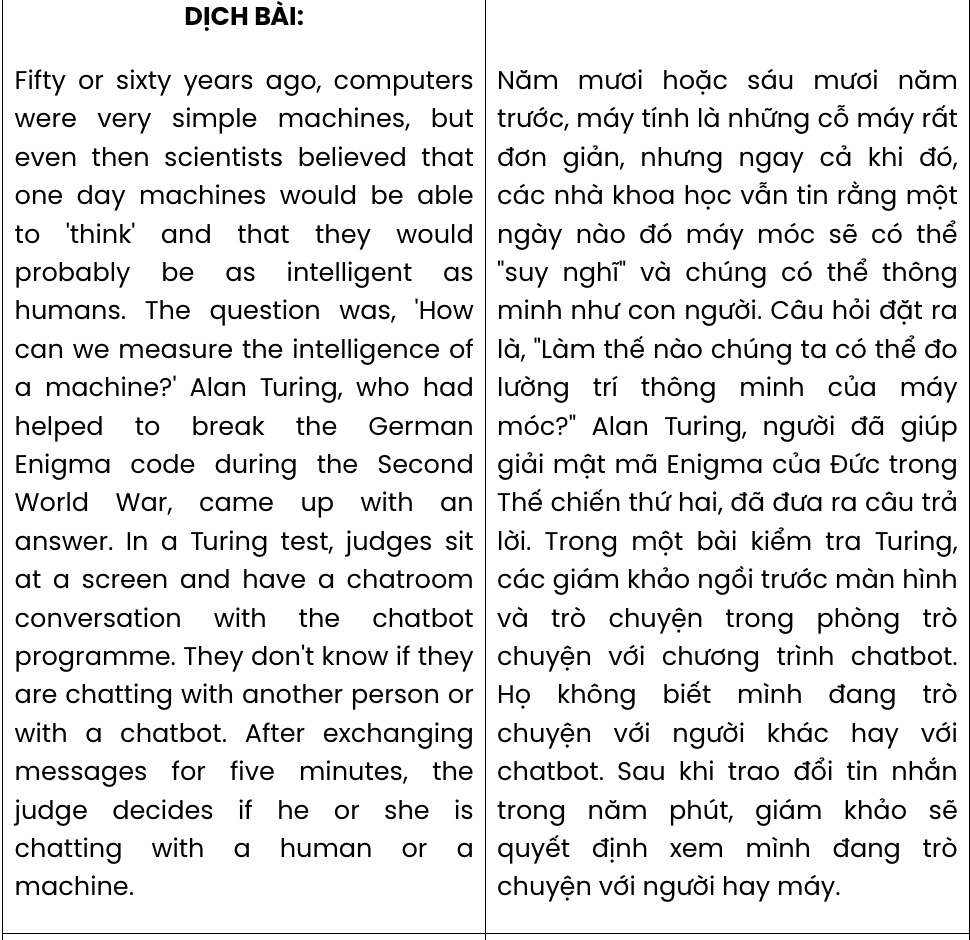 DỊCH BÀI:
Fifty or sixty years ago, computers
were very simple machines, but
even then scientists believed that
one day machines would be able
to 'think' and that they would
probably be as intelligent as
humans. The question was, 'How
can we measure the intelligence of
a machine?' Alan Turing, who had
helped to break the German
Enigma code during the Second
World War, came up with an
answer. In a Turing test, judges sit
at a screen and have a chatroom
conversation with the chatbot
programme. They don't know if they
are chatting with another person or
with a chatbot. After exchanging
messages for five minutes, the
judge decides if he or she is
chatting with a human or a
machine.
Năm mươi hoặc sáu mươi năm
trước, máy tính là những cỗ máy rất
đơn giản, nhưng ngay cả khi đó,
các nhà khoa học vẫn tin rằng một
ngày nào đó máy móc sẽ có thể
"suy nghĩ" và chúng có thể thông
minh như con người. Câu hỏi đặt ra
là, "Làm thế nào chúng ta có thể đo
lường trí thông minh của máy
móc?" Alan Turing, người đã giúp
giải mật mã Enigma của Đức trong
Thế chiến thứ hai, đã đưa ra câu trả
lời. Trong một bài kiểm tra Turing,
các giám khảo ngồi trước màn hình
và trò chuyện trong phòng trò
chuyện với chương trình chatbot.
Họ không biết mình đang trò
chuyện với người khác hay với
chatbot. Sau khi trao đổi tin nhắn
trong năm phút, giám khảo sẽ
quyết định xem mình đang trò
chuyện với người hay máy.